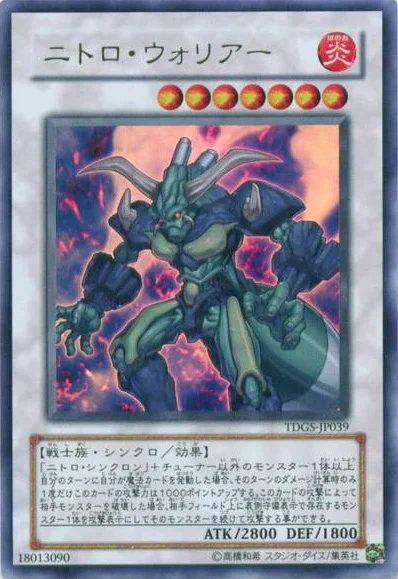 ニトロ・ウォリアー
炎
TDGS-JP039
【戦士族・シンクロ/効果】
「ニトロ・シンクロン」+チューナー以外のモンスター1体以上
自分のターンに自分が魔法カードを発動した場合、そのターンのダメージ計算時のみ
1度だけこのカードの攻撃力は1000ポイントアップする。このカードの攻撃によって
相手モンスターを破壊した場合、相手フィールド上に表側守備表示で存在するモン
スター1体を攻撃表示にしてそのモンスターを続けて攻撃する事ができる。
ATK/2800 DEF/1800
18013090
©高橋和希 スタジオ・ダイス/集英社